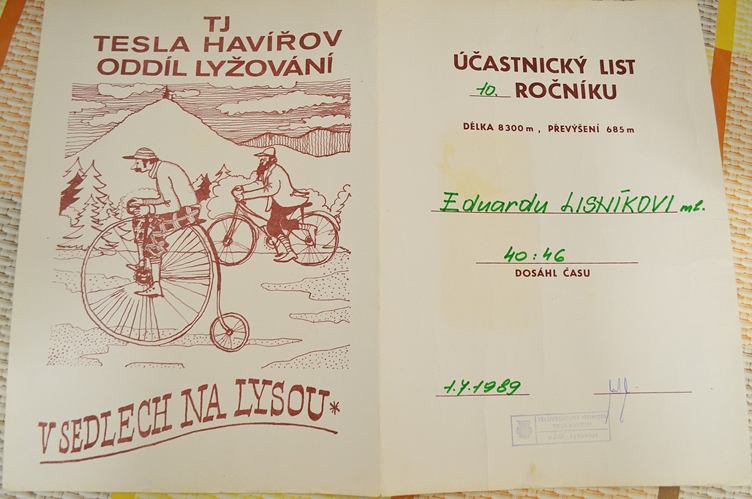 TJ
TESLA HAVÍŘOV
ODDÍL LYŽOVÁNÍ
V SEDLECH NA LYSOU*
ÚČASTNICKÝ LIST
10. ROČNÍKU
DÉLKA 8300 m , PŘEVÝŠENÍ 685 m
Eduardu LISNÍKOVI ml.
40:46
DOSÁHL ČASU
1.7.1989